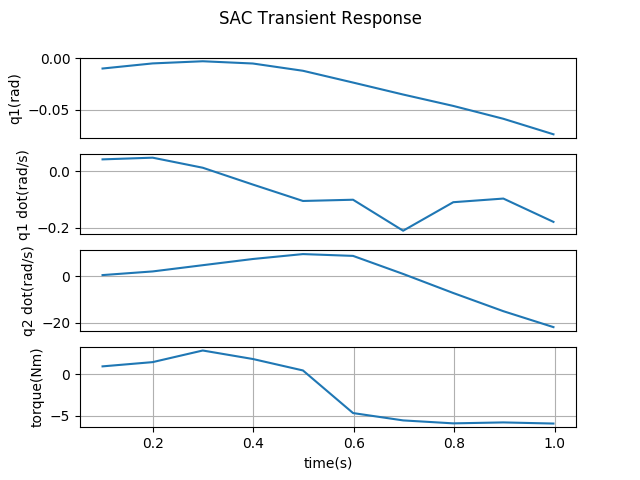 SAC Transient Response
0.00
−0.05
q1(rad)
0.0
−0.2
q1 dot(rad/s)
0
−20
q2 dot(rad/s)
0
−5
torque(Nm)
0.2 0.4 0.6 0.8 1.0
time(s)